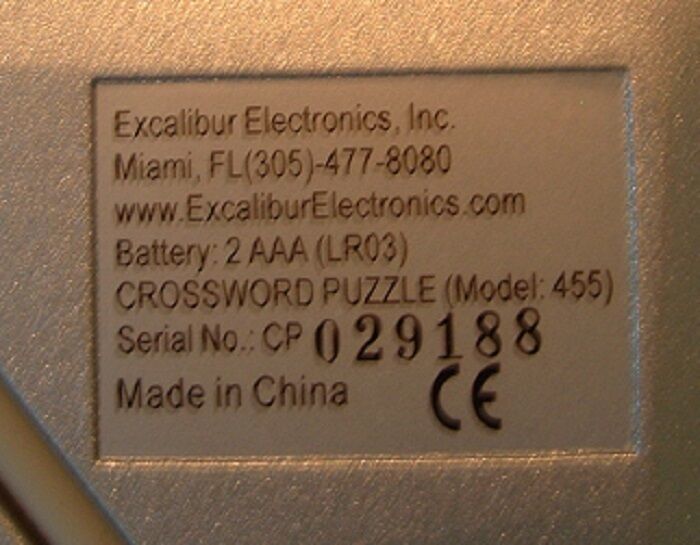 Excalibur Electronics, Inc.
Miami, FL(305)-477-8080
www.ExcaliburElectronics.com
Battery: 2 AAA (LR03)
CROSSWORD PUZZLE (Model: 455)
Serial No.: CP 029188
Made in China CE